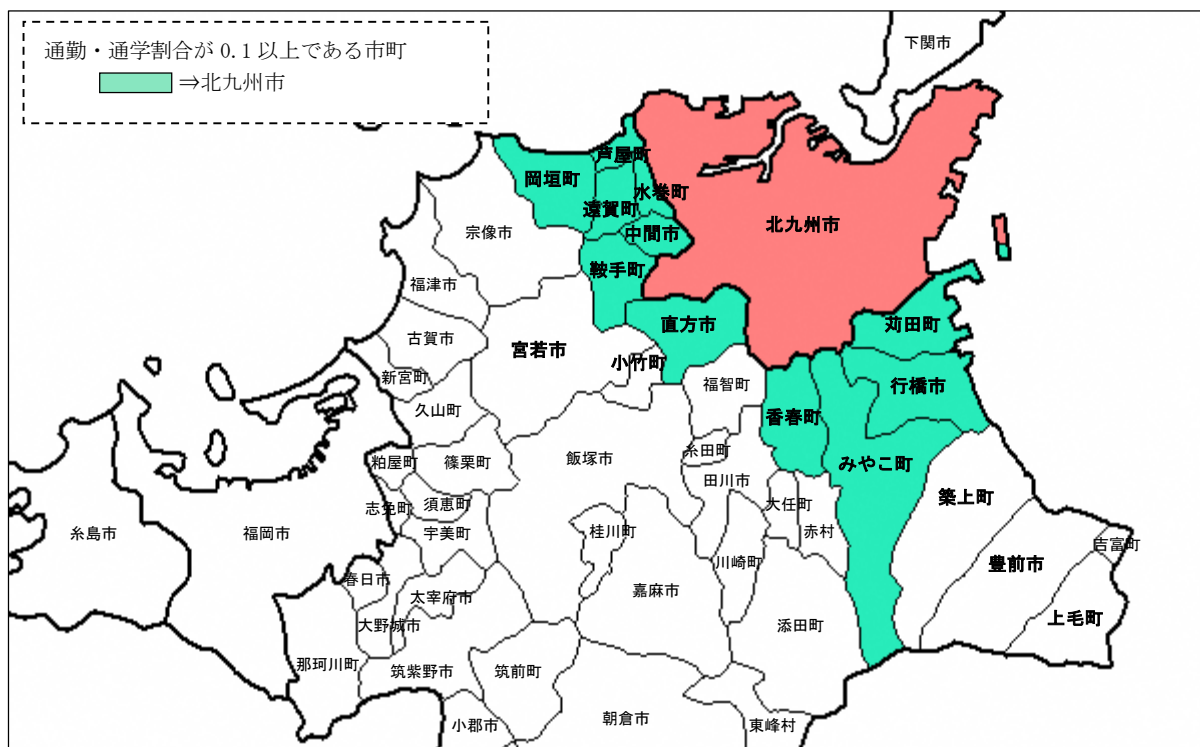 通勤・通学割合が 0.1 以上である市町
⇒北九州市
下関市
芦屋町
岡垣町
水巻町
遠賀町
北九州市
宗像市
中間市
鞍手町
福津市
直方市
苅田町
古賀市
宮若市
小竹町
新宮町
福智町
行橋市
久山町
香春町
糸田町
飯塚市
粕屋町
篠栗町
みやこ町
田川市
築上町
志免町
須恵町
大任町
糸島市
福岡市
宇美町
桂川町
赤村
吉富町
川崎町
豊前市
春日市
太宰府市
嘉麻市
上毛町
大野城市
添田町
那珂川町
筑紫野市
筑前町
小郡市
朝倉市
東峰村